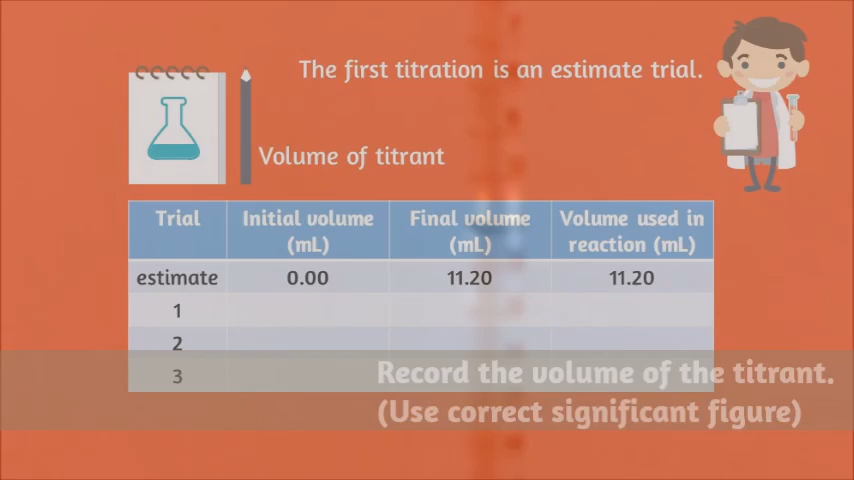 The first titration is an estimate trial.
Volume of titrant
Trial Initial volume (mL) Final volume (mL) Volume used in reaction (mL)
estimate 0.00 11.20 11.20
1
2
3
Record the volume of the titrant.
(Use correct significant figure)